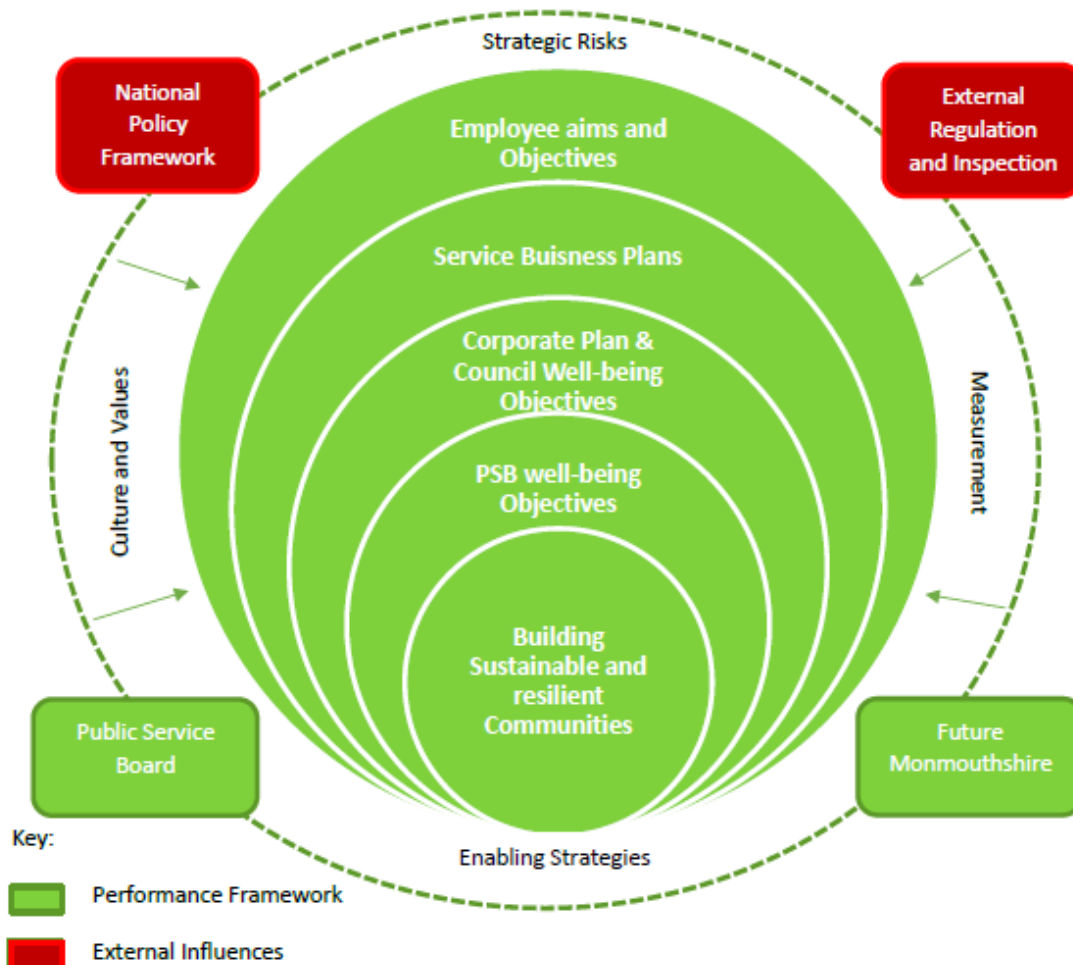 Strategic Risks
National
Policy
Framework
External
Regulation
and Inspection
Employee aims and
Objectives
Service Buisness Plans
Corporate Plan &
Council Well-being
Objectives
Culture and Values
Measurement
PSB well-being
Objectives
Building
Sustainable and
resilient
Communities
Public Service
Board
Future
Monmouthshire
Enabling Strategies
Key:
Performance Framework
External Influences